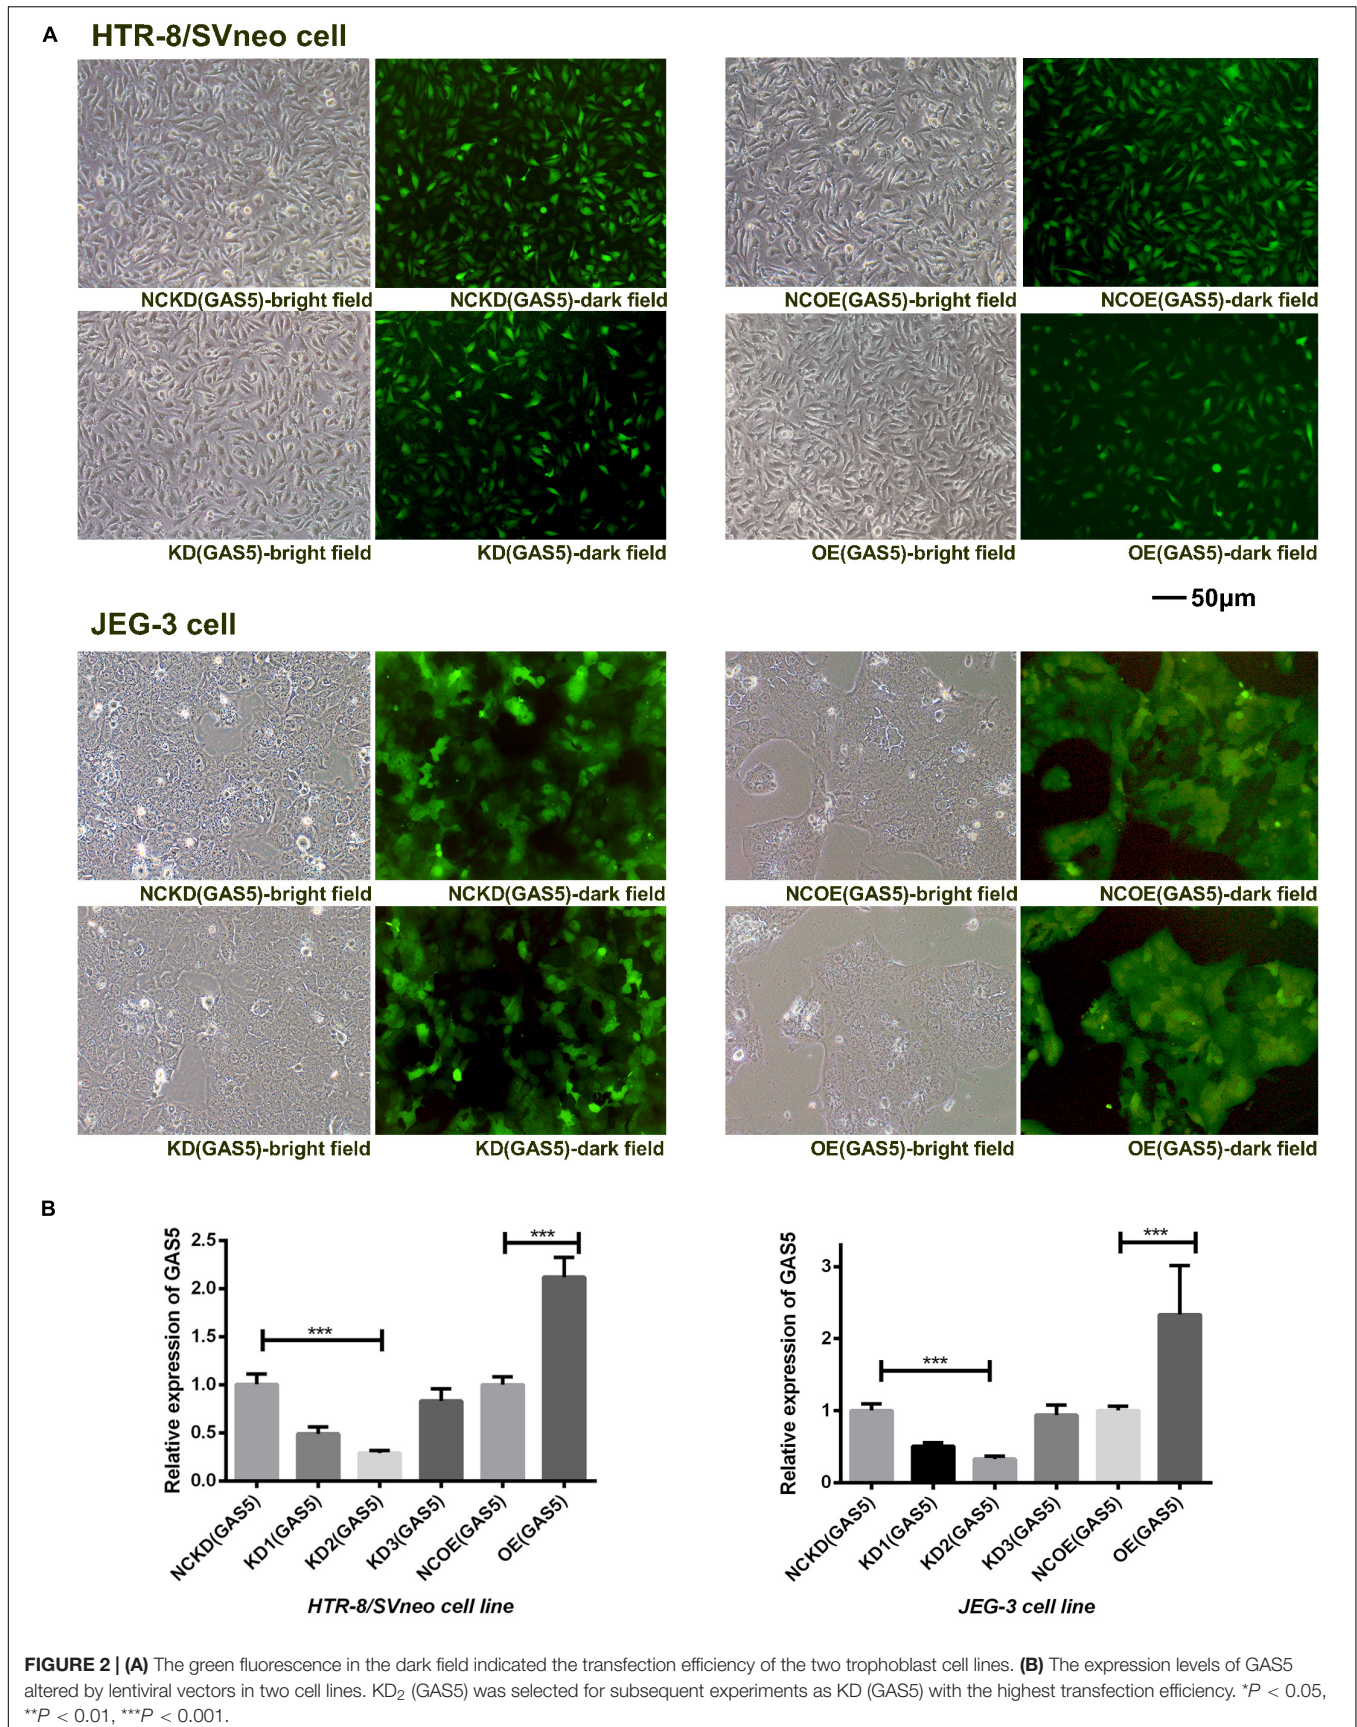 A HTR-8/SVneo cell
NCKD(GAS5)-bright field NCKD(GAS5)-dark field NCOE(GAS5)-bright field NCOE(GAS5)-dark field
KD(GAS5)-bright field KD(GAS5)-dark field OE(GAS5)-bright field OE(GAS5)-dark field
50μm
JEG-3 cell
NCKD(GAS5)-bright field NCKD(GAS5)-dark field NCOE(GAS5)-bright field NCOE(GAS5)-dark field
KD(GAS5)-bright field KD(GAS5)-dark field OE(GAS5)-bright field OE(GAS5)-dark field
B
Relative expression of GAS5
2.5
2.0
1.5
1.0
0.5
0.0
***
***
NCKD(GAS5)
KD1(GAS5)
KD2(GAS5)
KD3(GAS5)
NCOE(GAS5)
OE(GAS5)
HTR-8/SVneo cell line
Relative expression of GAS5
3
2
1
0
***
***
NCKD(GAS5)
KD1(GAS5)
KD2(GAS5)
KD3(GAS5)
NCOE(GAS5)
OE(GAS5)
JEG-3 cell line
FIGURE 2 | (A) The green fluorescence in the dark field indicated the transfection efficiency of the two trophoblast cell lines. (B) The expression levels of GAS5
altered by lentiviral vectors in two cell lines. KD2 (GAS5) was selected for subsequent experiments as KD (GAS5) with the highest transfection efficiency. *P < 0.05,
**P < 0.01, ***P < 0.001.